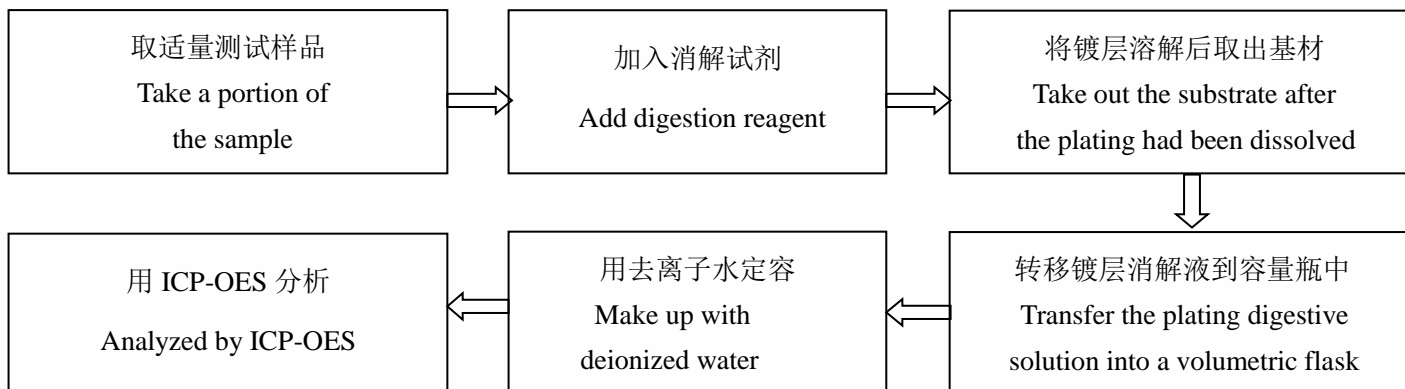 取适量测试样品
Take a portion of
the sample
加入消解试剂
Add digestion reagent
将镀层溶解后取出基材
Take out the substrate after
the plating had been dissolved
转移镀层消解液到容量瓶中
Transfer the plating digestive
solution into a volumetric flask
用去离子水定容
Make up with
deionized water
用 ICP-OES 分析
Analyzed by ICP-OES